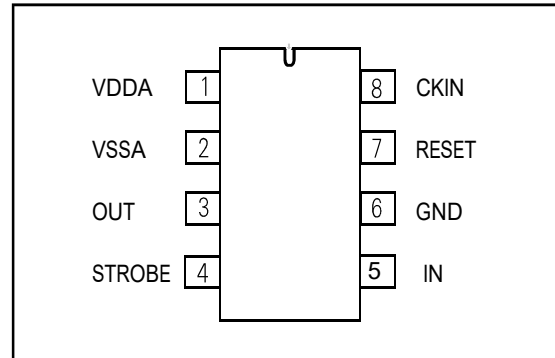 VDDA 1 8 CKIN
VSSA 2 7 RESET
OUT 3 6 GND
STROBE 4 5 IN